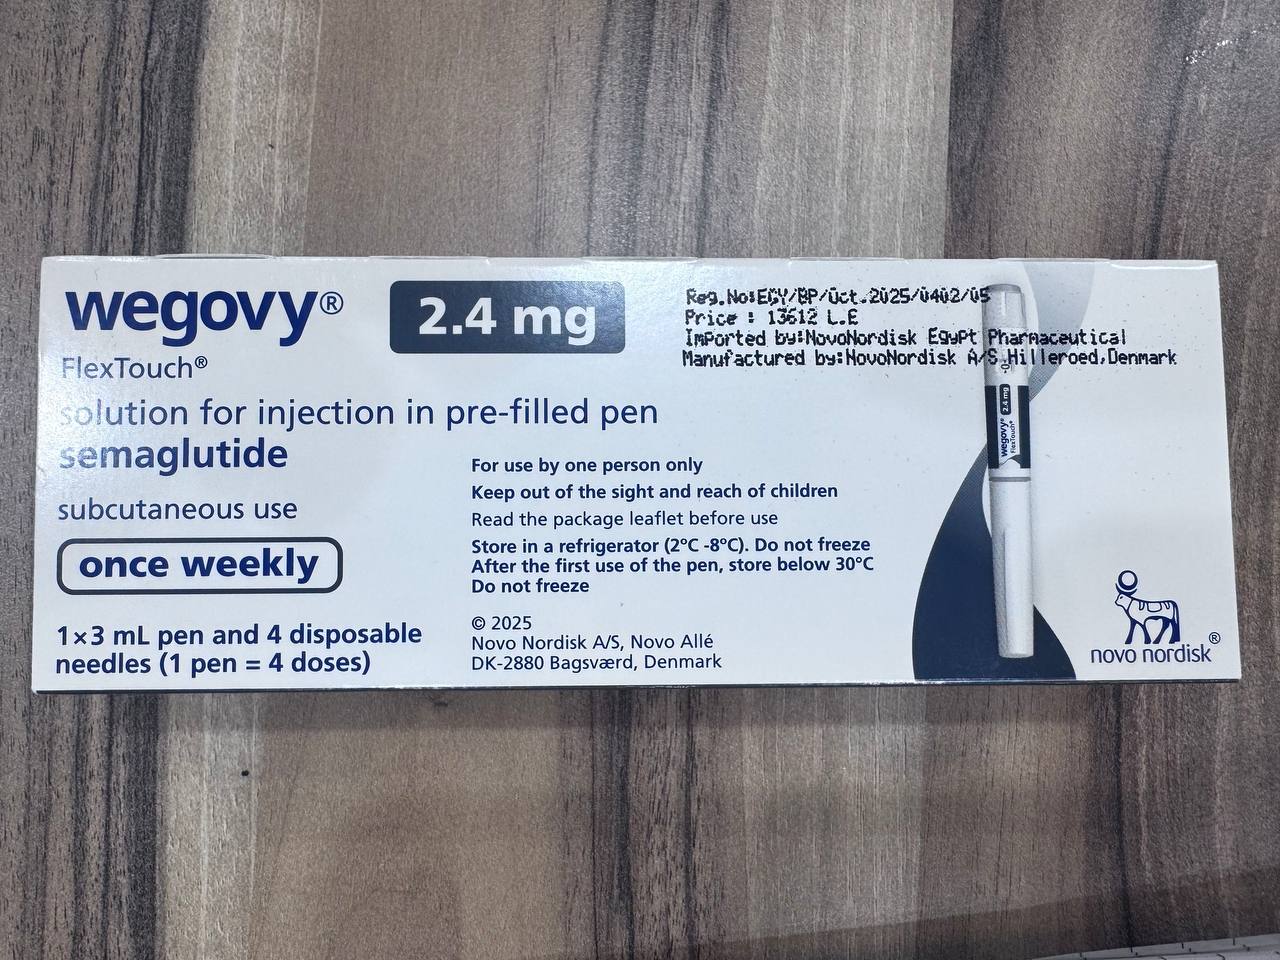 wegovy®
2.4 mg
FlexTouch®
solution for injection in pre-filled pen
semaglutide
subcutaneous use
once weekly
1×3 mL pen and 4 disposable
needles (1 pen = 4 doses)
For use by one person only
Keep out of the sight and reach of children
Read the package leaflet before use
Store in a refrigerator (2°C -8°C). Do not freeze
After the first use of the pen, store below 30°C
Do not freeze
© 2025
Novo Nordisk A/S, Novo Allé
DK-2880 Bagsværd, Denmark
Reg.No:EGY/BP/Oct.2025/0402/05
Price : 13612 L.E
ImPorted by:NovoNordisk EgyPt Pharmaceutical
Manufactured by:NovoNordisk A/S,Hilleroed,Denmark
wegovy® 2.4 mg
FlexTouch®
novo nordisk®